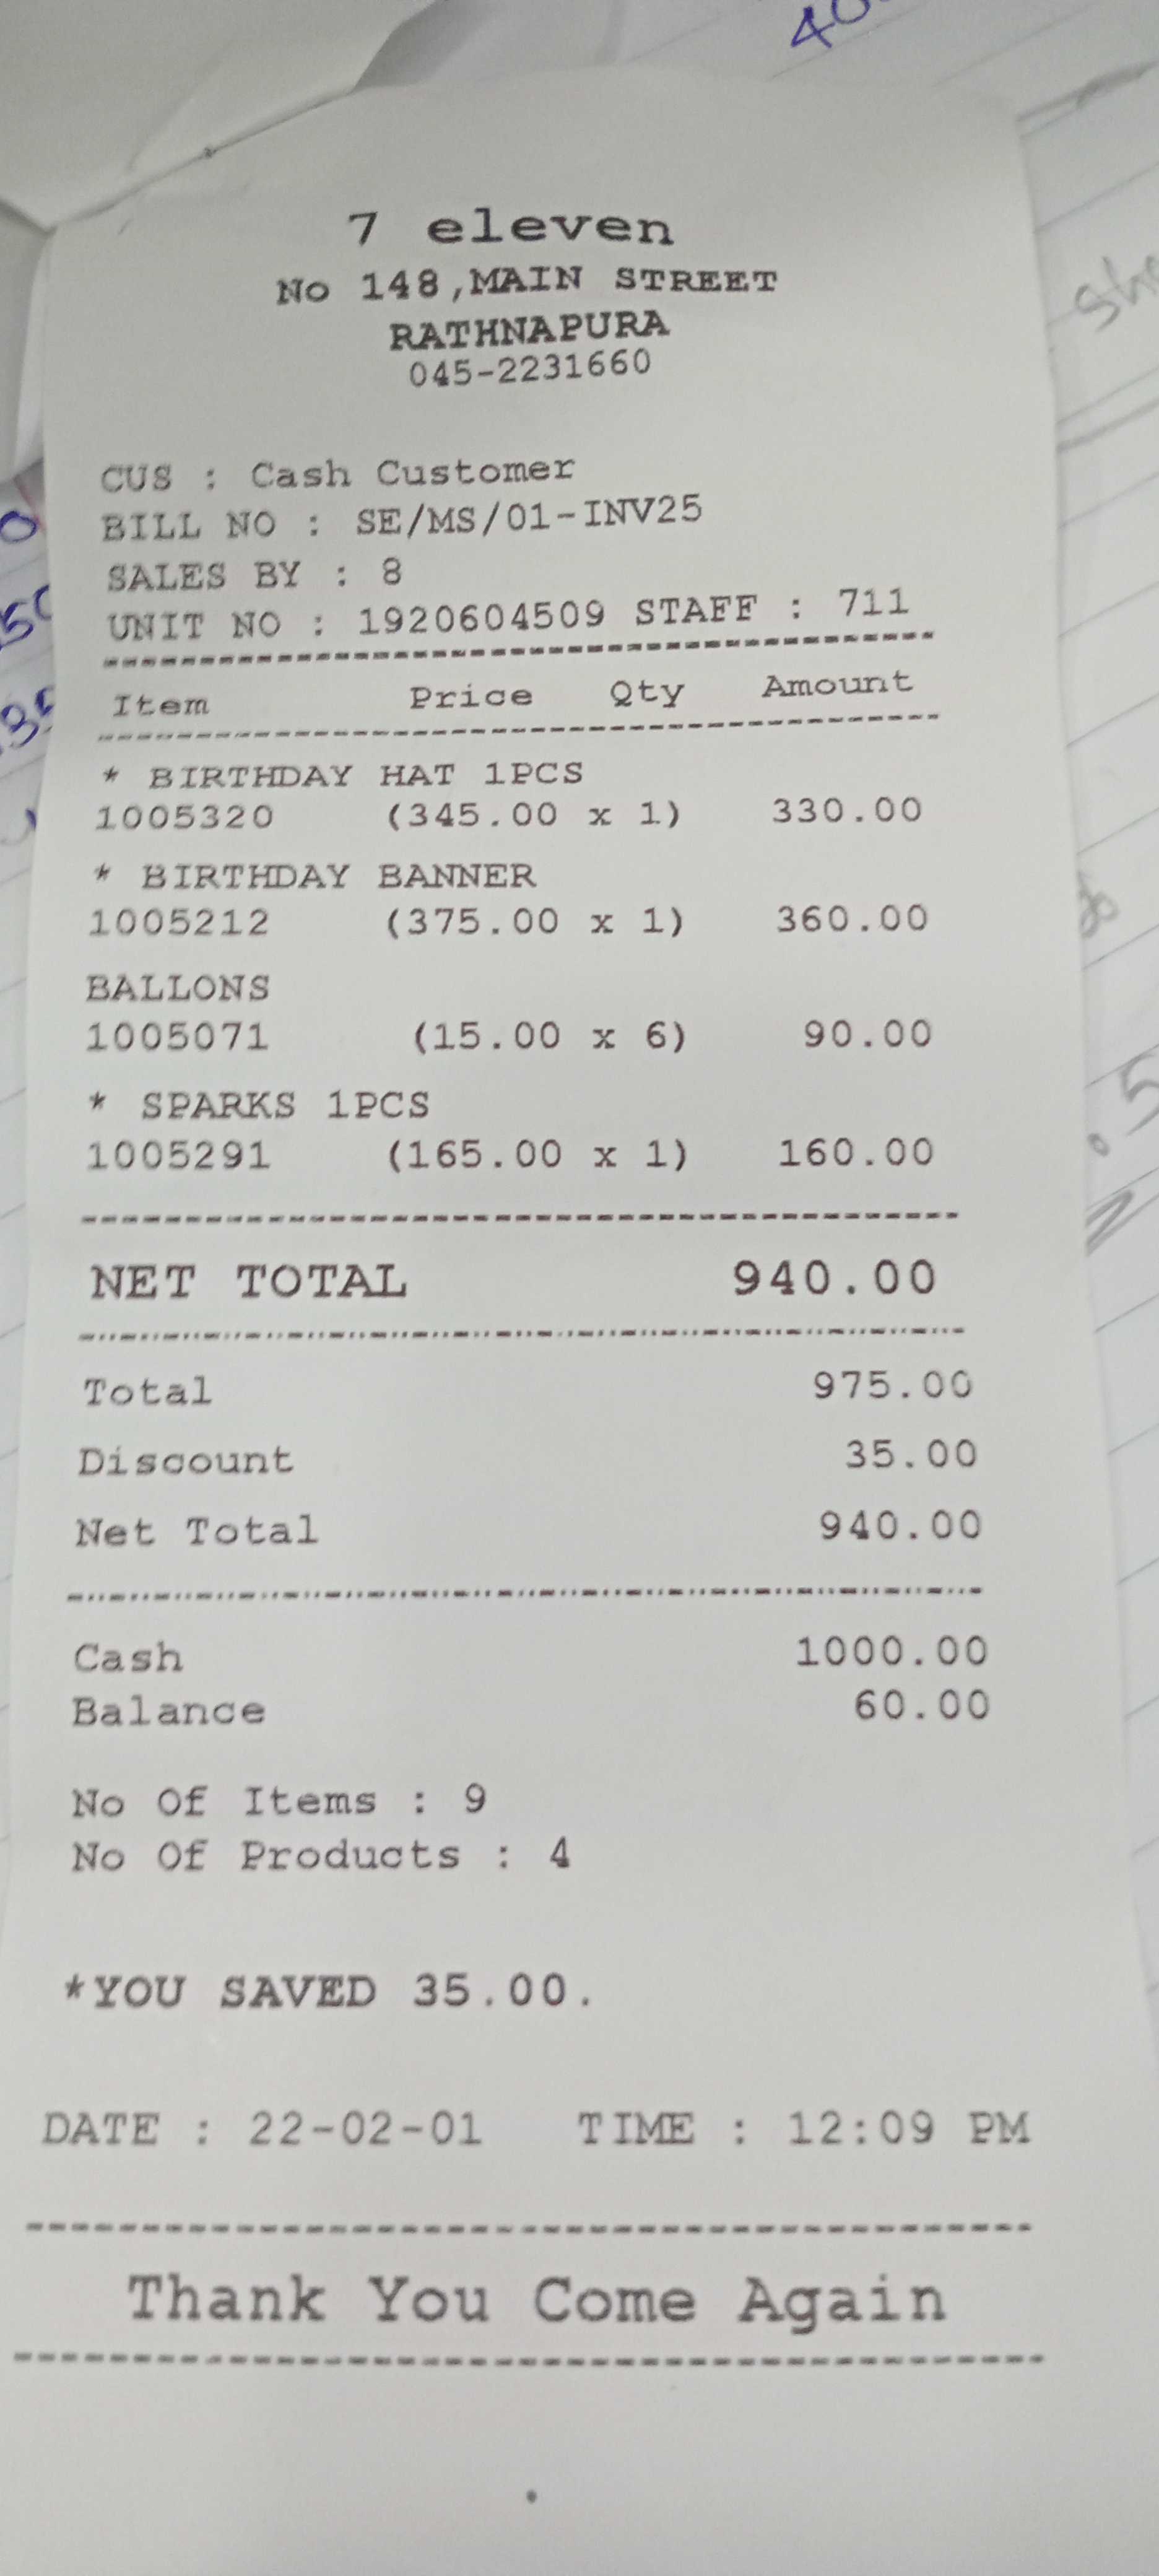 7 eleven
No 148,MAIN STREET
RATHNAPURA
045-2231660
CUS : Cash Customer
BILL NO : SE/MS/01-INV25
SALES BY : 8
UNIT NO : 1920604509 STAFF : 711
Item Price Qty Amount
* BIRTHDAY HAT 1PCS
1005320 (345.00 x 1) 330.00
* BIRTHDAY BANNER
1005212 (375.00 x 1) 360.00
BALLONS
1005071 (15.00 x 6) 90.00
* SPARKS 1PCS
1005291 (165.00 x 1) 160.00
NET TOTAL 940.00
Total 975.00
Discount 35.00
Net Total 940.00
Cash 1000.00
Balance 60.00
No Of Items : 9
No Of Products : 4
*YOU SAVED 35.00.
DATE : 22-02-01 TIME : 12:09 PM
Thank You Come Again